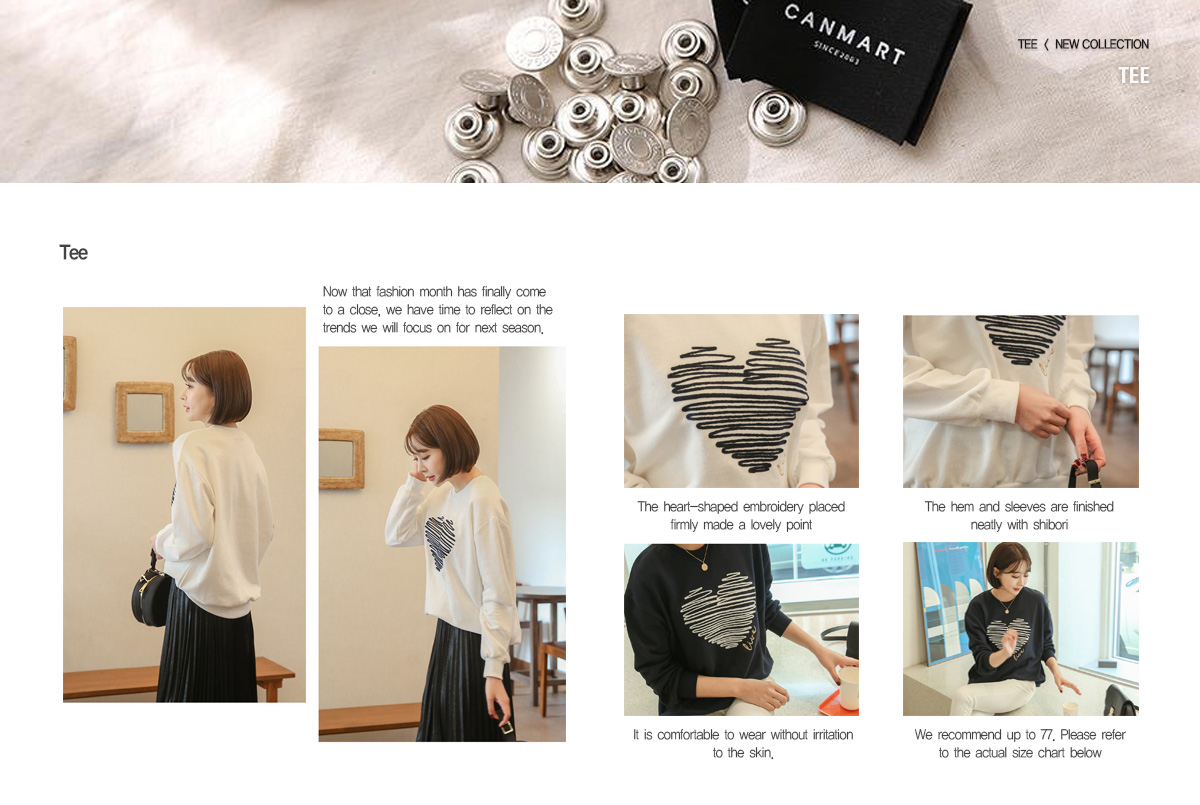 CANMART
SINCE 2003
TEE 〈 NEW COLLECTION
TEE
Tee
Now that fashion month has finally come
to a close, we have time to reflect on the
trends we will focus on for next season.
The heart-shaped embroidery placed
firmly made a lovely point
The hem and sleeves are finished
neatly with shibori
live
It is comfortable to wear without irritation
to the skin.
We recommend up to 77. Please refer
to the actual size chart below